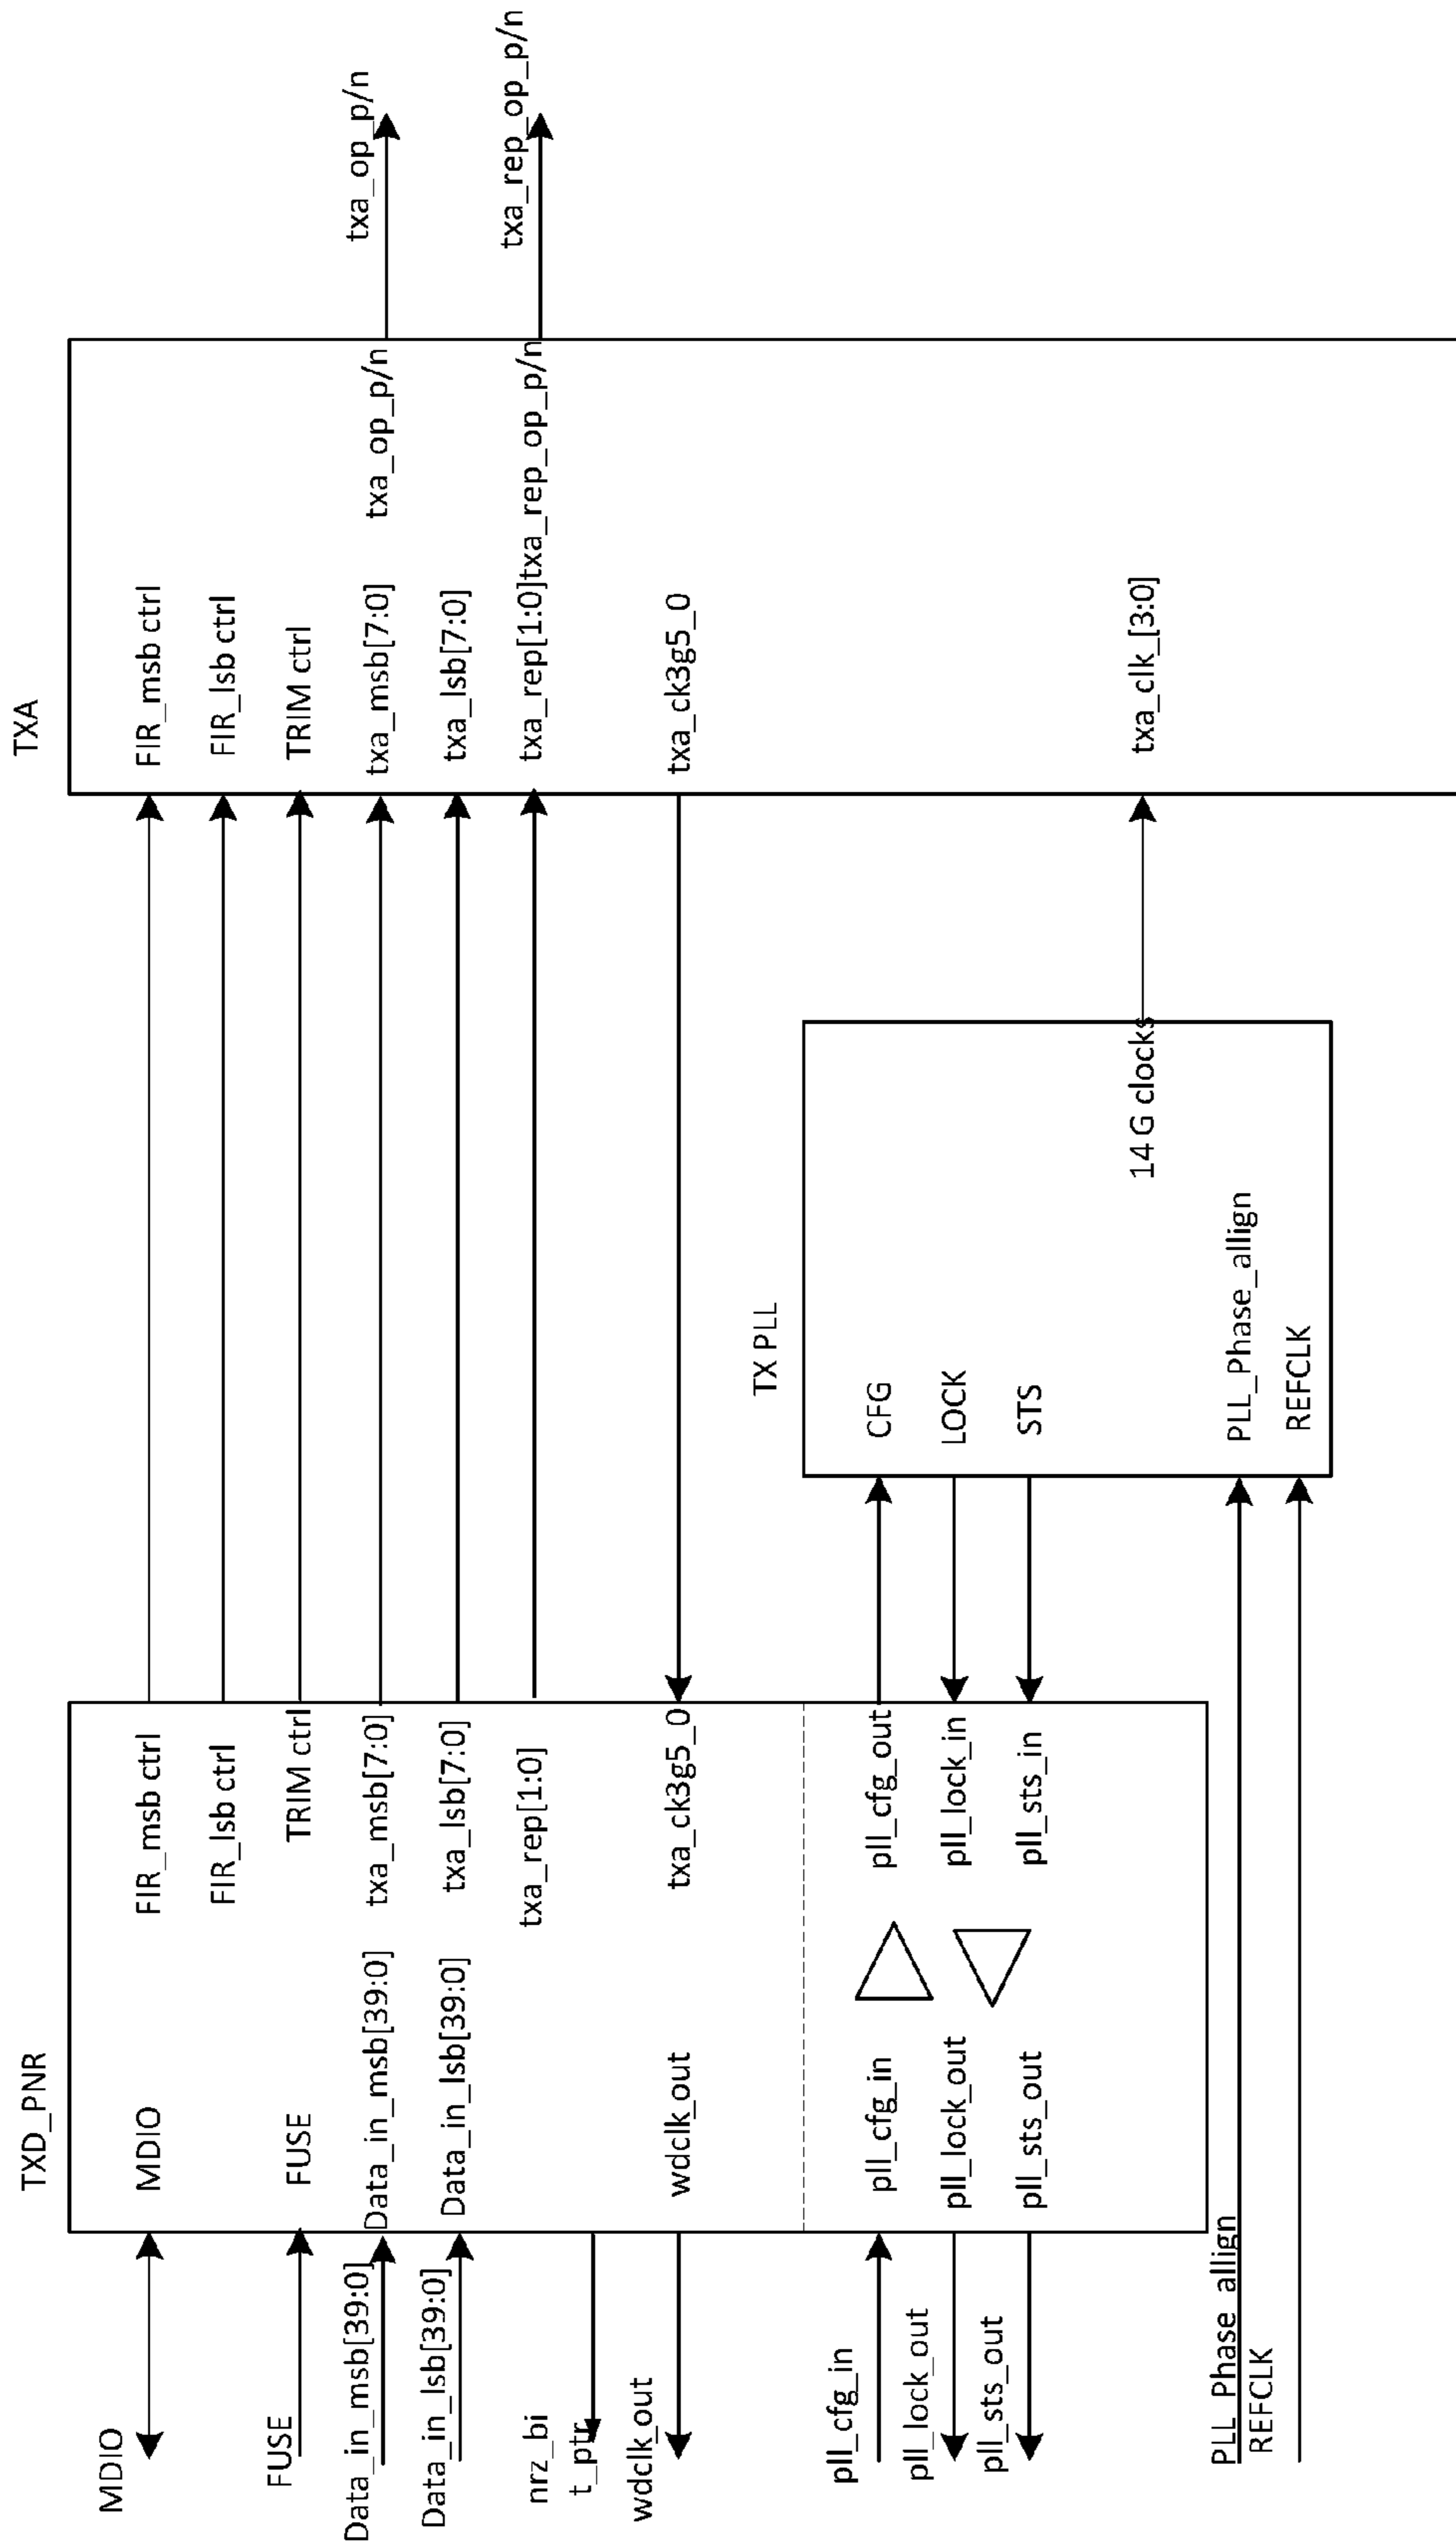 TXD_PNR
TXA
MDIO
MDIO
FIR_msb ctrl
FIR_msb ctrl
FIR_lsb ctrl
FIR_lsb ctrl
FUSE
FUSE
TRIM ctrl
TRIM ctrl
Data_in_msb[39:0]
Data_in_msb[39:0]
txa_msb[7:0]
txa_msb[7:0]
txa_op_p/n
txa_op_p/n
Data_in_lsb[39:0]
Data_in_lsb[39:0]
txa_lsb[7:0]
txa_lsb[7:0]
txa_rep[1:0]
txa_rep[1:0]txa_rep_op_p/n
txa_rep_op_p/n
nrz_bi
t_ptr
wdclk_out
wdclk_out
txa_ck3g5_0
txa_ck3g5_0
TX PLL
pll_cfg_in
pll_cfg_in
pll_cfg_out
CFG
pll_lock_out
pll_lock_out
pll_lock_in
LOCK
pll_sts_out
pll_sts_out
pll_sts_in
STS
14 G clocks
txa_clk_[3:0]
PLL_Phase_allign
PLL_Phase_allign
REFCLK
REFCLK